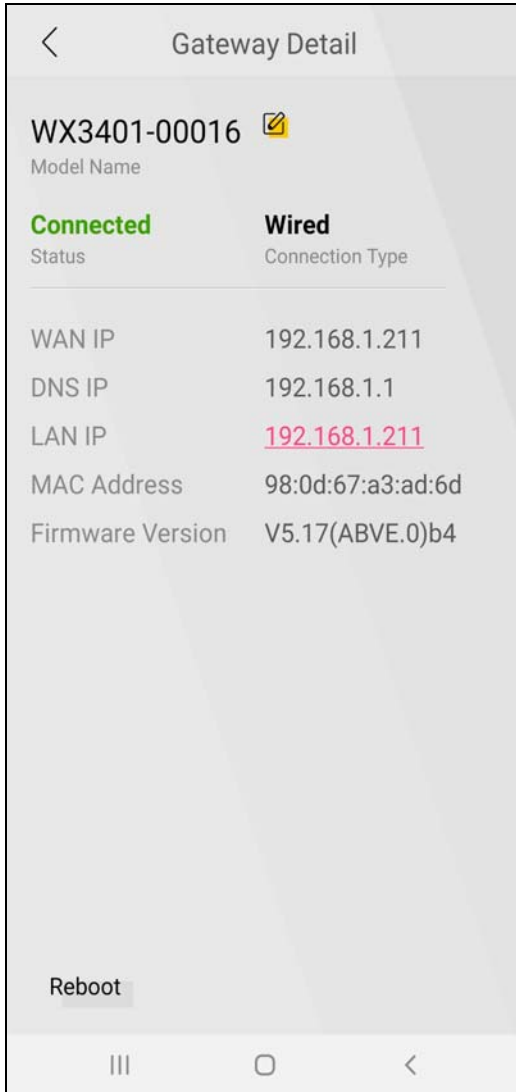 Gateway Detail
WX3401-00016
Model Name
Connected Wired
Status Connection Type
WAN IP 192.168.1.211
DNS IP 192.168.1.1
LAN IP 192.168.1.211
MAC Address 98:0d:67:a3:ad:6d
Firmware Version V5.17(ABVE.0)b4
Reboot